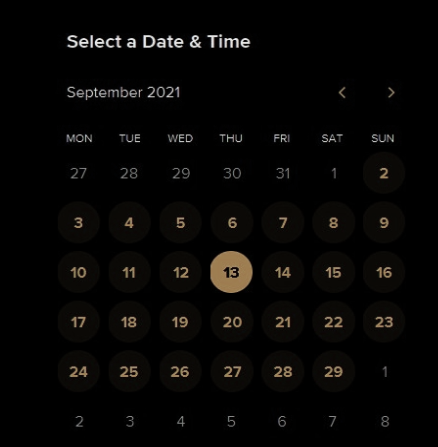 Select a Date & Time
September 2021
MON TUE WED THU FRI SAT SUN
27 28 29 30 31 1 2
3 4 5 6 7 8 9
10 11 12 13 14 15 16
17 18 19 20 21 22 23
24 25 26 27 28 29 1
2 3 4 5 6 7 8